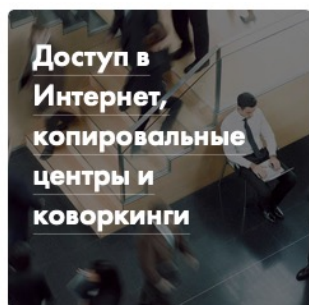 Доступ в
Интернет,
копировальные
центры и
коворкинги